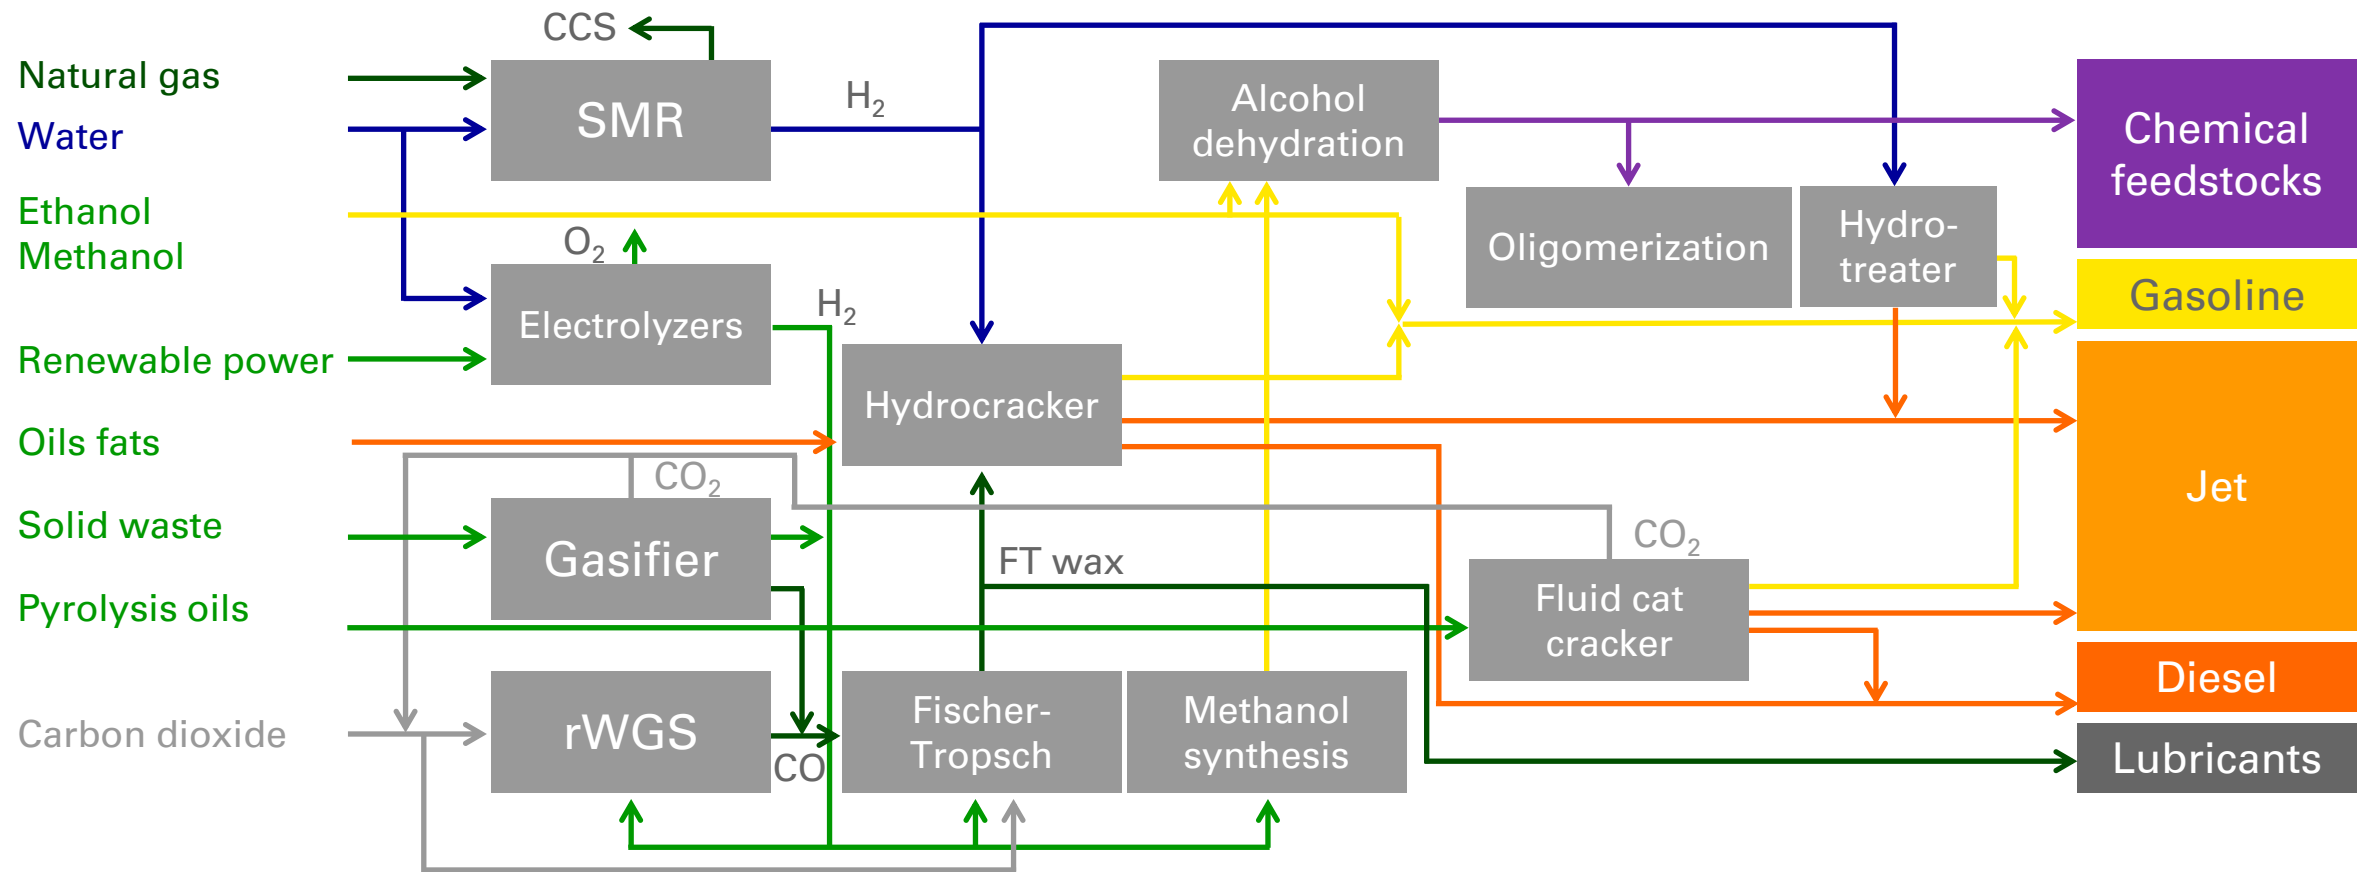 CCS
Natural gas
Water
Ethanol
Methanol
Renewable power
Oils fats
Solid waste
Pyrolysis oils
Carbon dioxide
SMR
H₂
O₂
Electrolyzers
H₂
CO₂
Gasifier
rWGS
CO
Hydrocracker
FT wax
Fischer-
Tropsch
Methanol
synthesis
Alcohol
dehydration
Oligomerization
Hydro-
treater
CO₂
Fluid cat
cracker
Chemical
feedstocks
Gasoline
Jet
Diesel
Lubricants